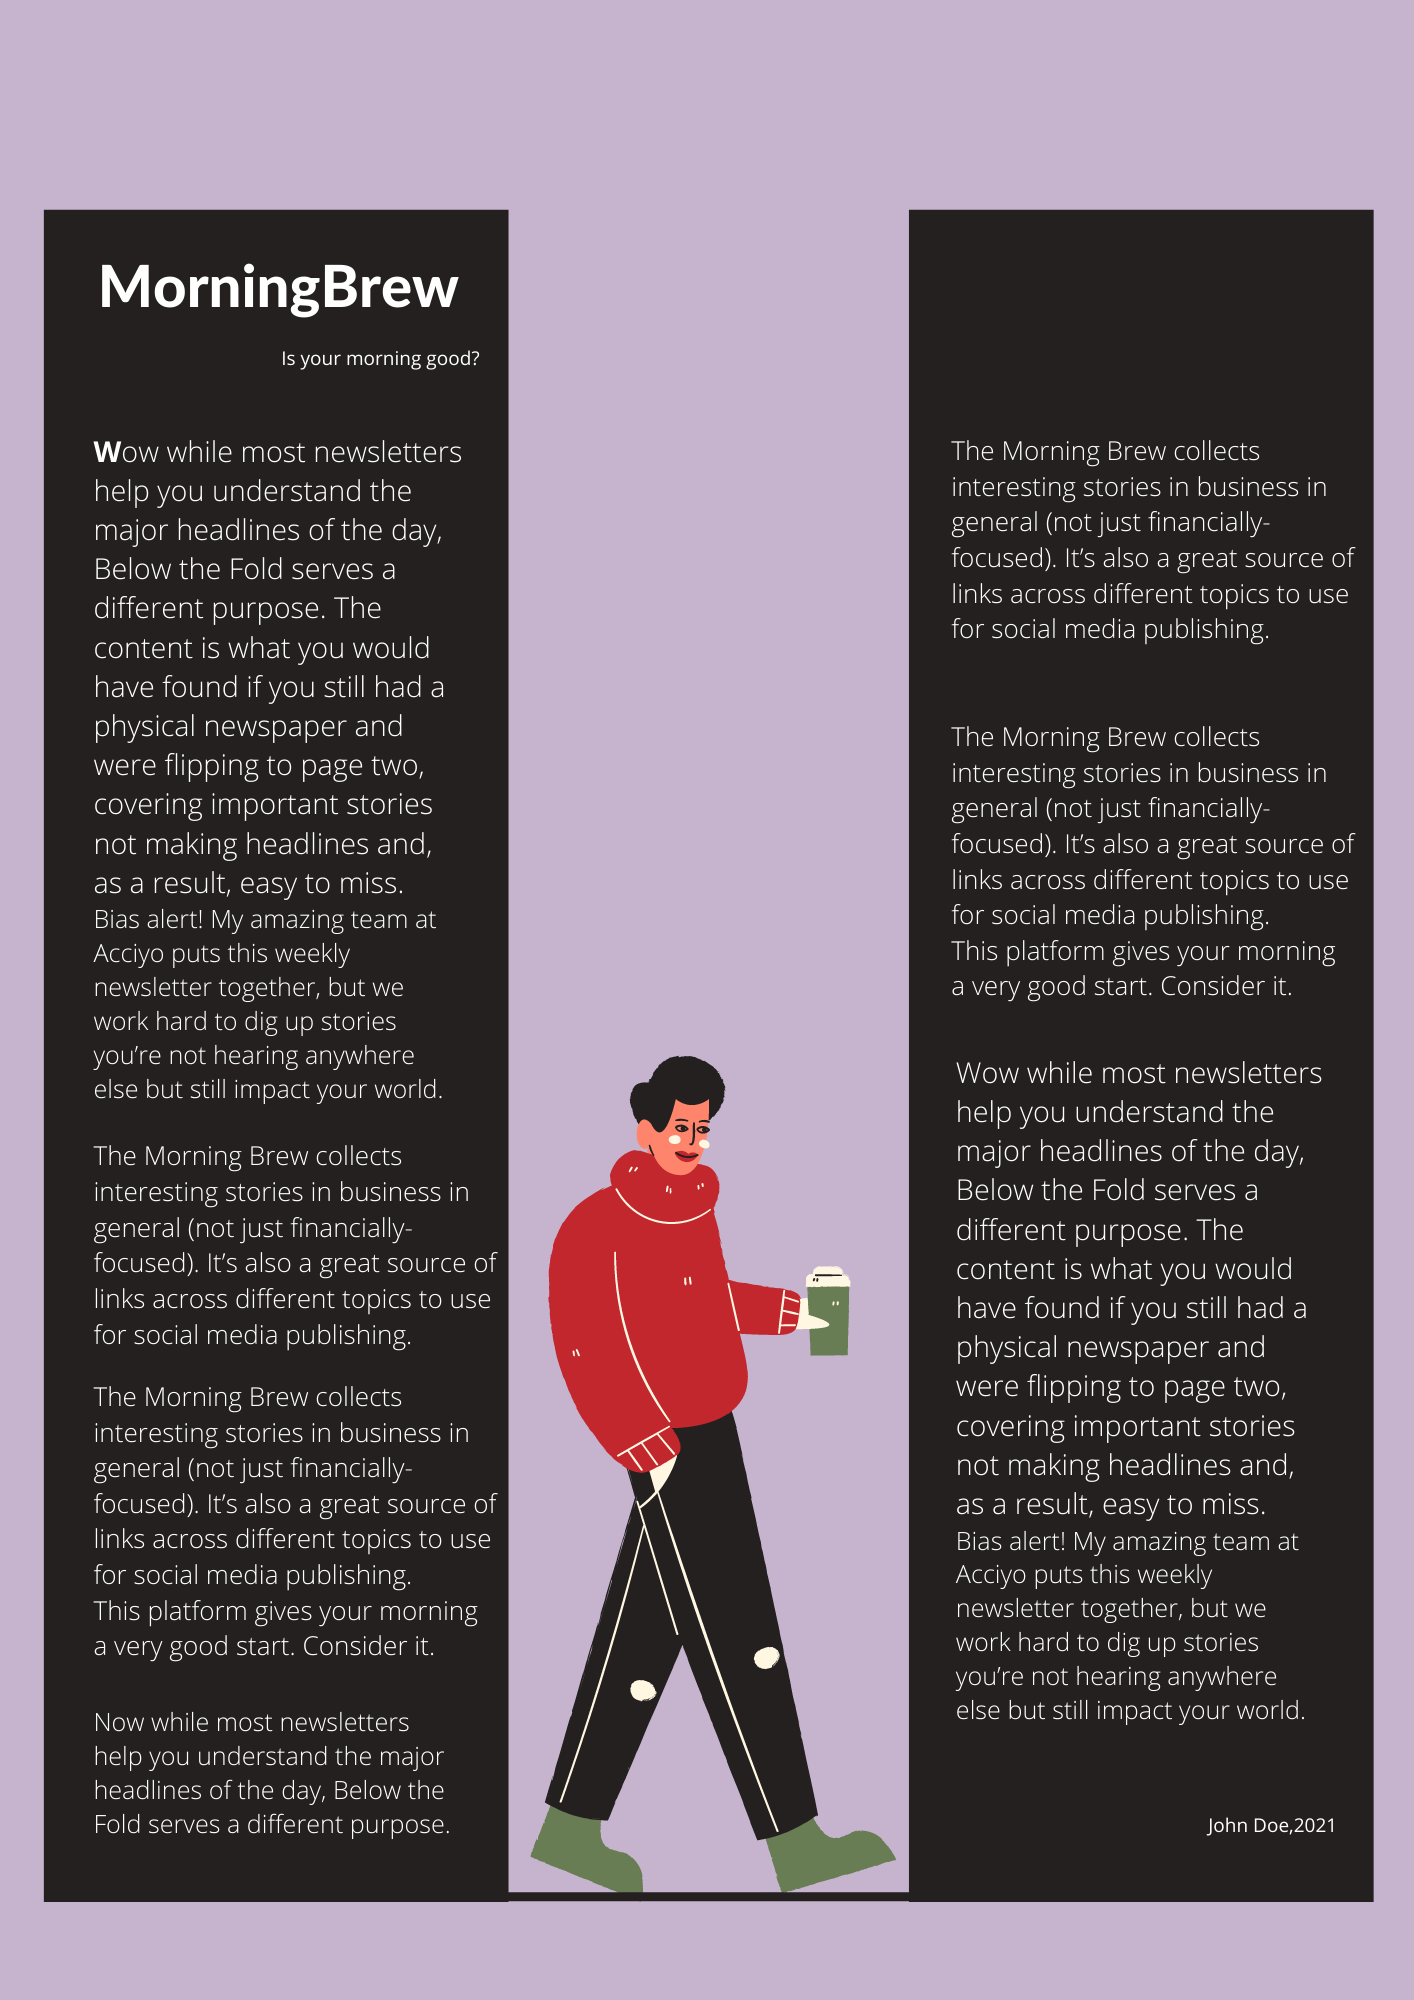 MorningBrew
Is your morning good?
Wow while most newsletters
help you understand the
major headlines of the day,
Below the Fold serves a
different purpose. The
content is what you would
have found if you still had a
physical newspaper and
were flipping to page two,
covering important stories
not making headlines and,
as a result, easy to miss.
Bias alert! My amazing team at
Acciyo puts this weekly
newsletter together, but we
work hard to dig up stories
you’re not hearing anywhere
else but still impact your world.
The Morning Brew collects
interesting stories in business in
general (not just financially-
focused). It’s also a great source of
links across different topics to use
for social media publishing.
The Morning Brew collects
interesting stories in business in
general (not just financially-
focused). It’s also a great source of
links across different topics to use
for social media publishing.
This platform gives your morning
a very good start. Consider it.
Now while most newsletters
help you understand the major
headlines of the day, Below the
Fold serves a different purpose.
The Morning Brew collects
interesting stories in business in
general (not just financially-
focused). It’s also a great source of
links across different topics to use
for social media publishing.
The Morning Brew collects
interesting stories in business in
general (not just financially-
focused). It’s also a great source of
links across different topics to use
for social media publishing.
This platform gives your morning
a very good start. Consider it.
Wow while most newsletters
help you understand the
major headlines of the day,
Below the Fold serves a
different purpose. The
content is what you would
have found if you still had a
physical newspaper and
were flipping to page two,
covering important stories
not making headlines and,
as a result, easy to miss.
Bias alert! My amazing team at
Acciyo puts this weekly
newsletter together, but we
work hard to dig up stories
you’re not hearing anywhere
else but still impact your world.
John Doe,2021